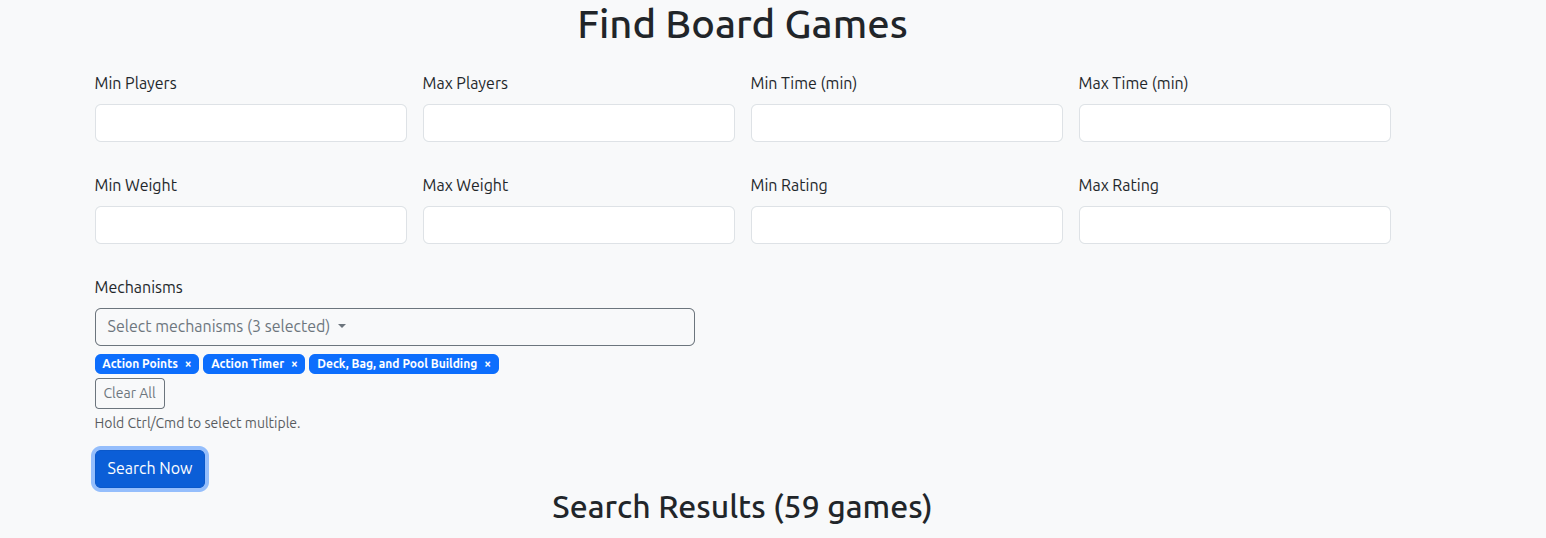 Find Board Games
Min Players Max Players Min Time (min) Max Time (min)
Min Weight Max Weight Min Rating Max Rating
Mechanisms
Select mechanisms (3 selected)
Action Points × Action Timer × Deck, Bag, and Pool Building ×
Clear All
Hold Ctrl/Cmd to select multiple.
Search Now
Search Results (59 games)